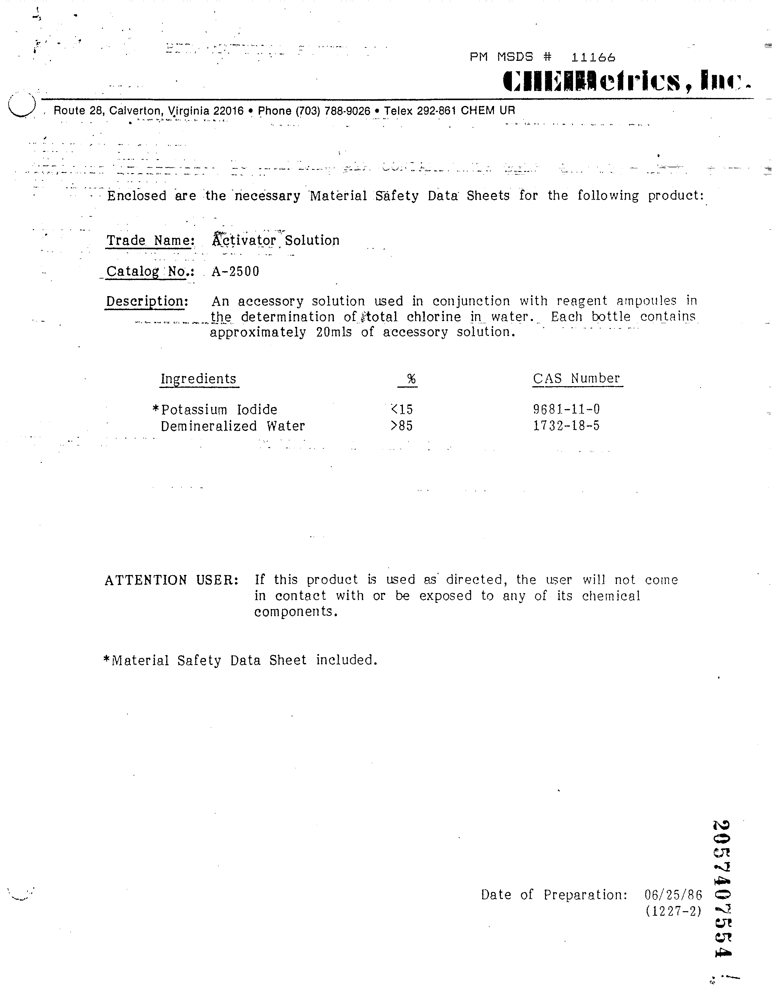 PM MSDS # 11166
CHEMetrics, Inc.
Route 28, Calverton, Virginia 22016 • Phone (703) 788-9026 • Telex 292-861 CHEM UR
Enclosed are the necessary Material Safety Data Sheets for the following product:
Trade Name: Activator Solution
Catalog No.: A-2500
Description: An accessory solution used in conjunction with reagent ampoules in
the determination of total chlorine in water. Each bottle contains
approximately 20mls of accessory solution.
Ingredients % CAS Number
*Potassium Iodide <15 9681-11-0
Demineralized Water >85 1732-18-5
ATTENTION USER: If this product is used as directed, the user will not come
in contact with or be exposed to any of its chemical
components.
*Material Safety Data Sheet included.
Date of Preparation: 06/25/86
(1227-2)
2057407554